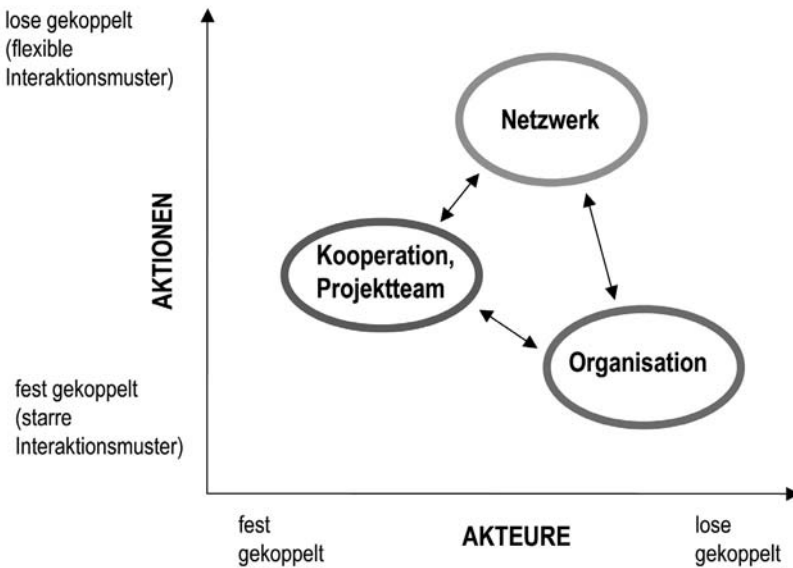 lose gekoppelt
(flexible
Interaktionsmuster)
Netzwerk
AKTIONEN
Kooperation,
Projektteam
Organisation
fest gekoppelt
(starre
Interaktionsmuster)
fest
gekoppelt
AKTEURE
lose
gekoppelt